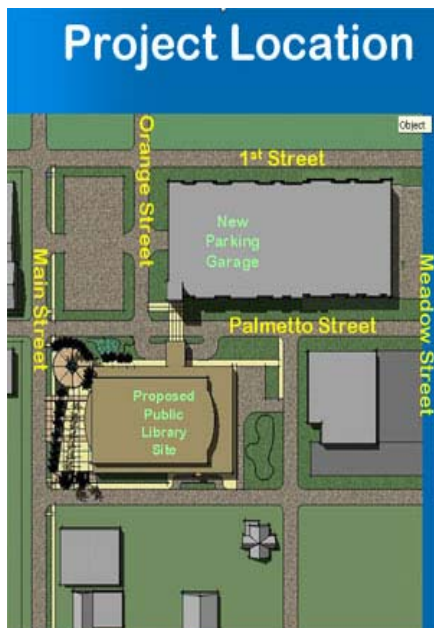 Project Location
Object
1st Street
Orange Street
New
Parking
Garage
Main Street
Meadow Street
Palmetto Street
Proposed
Public
Library
Site